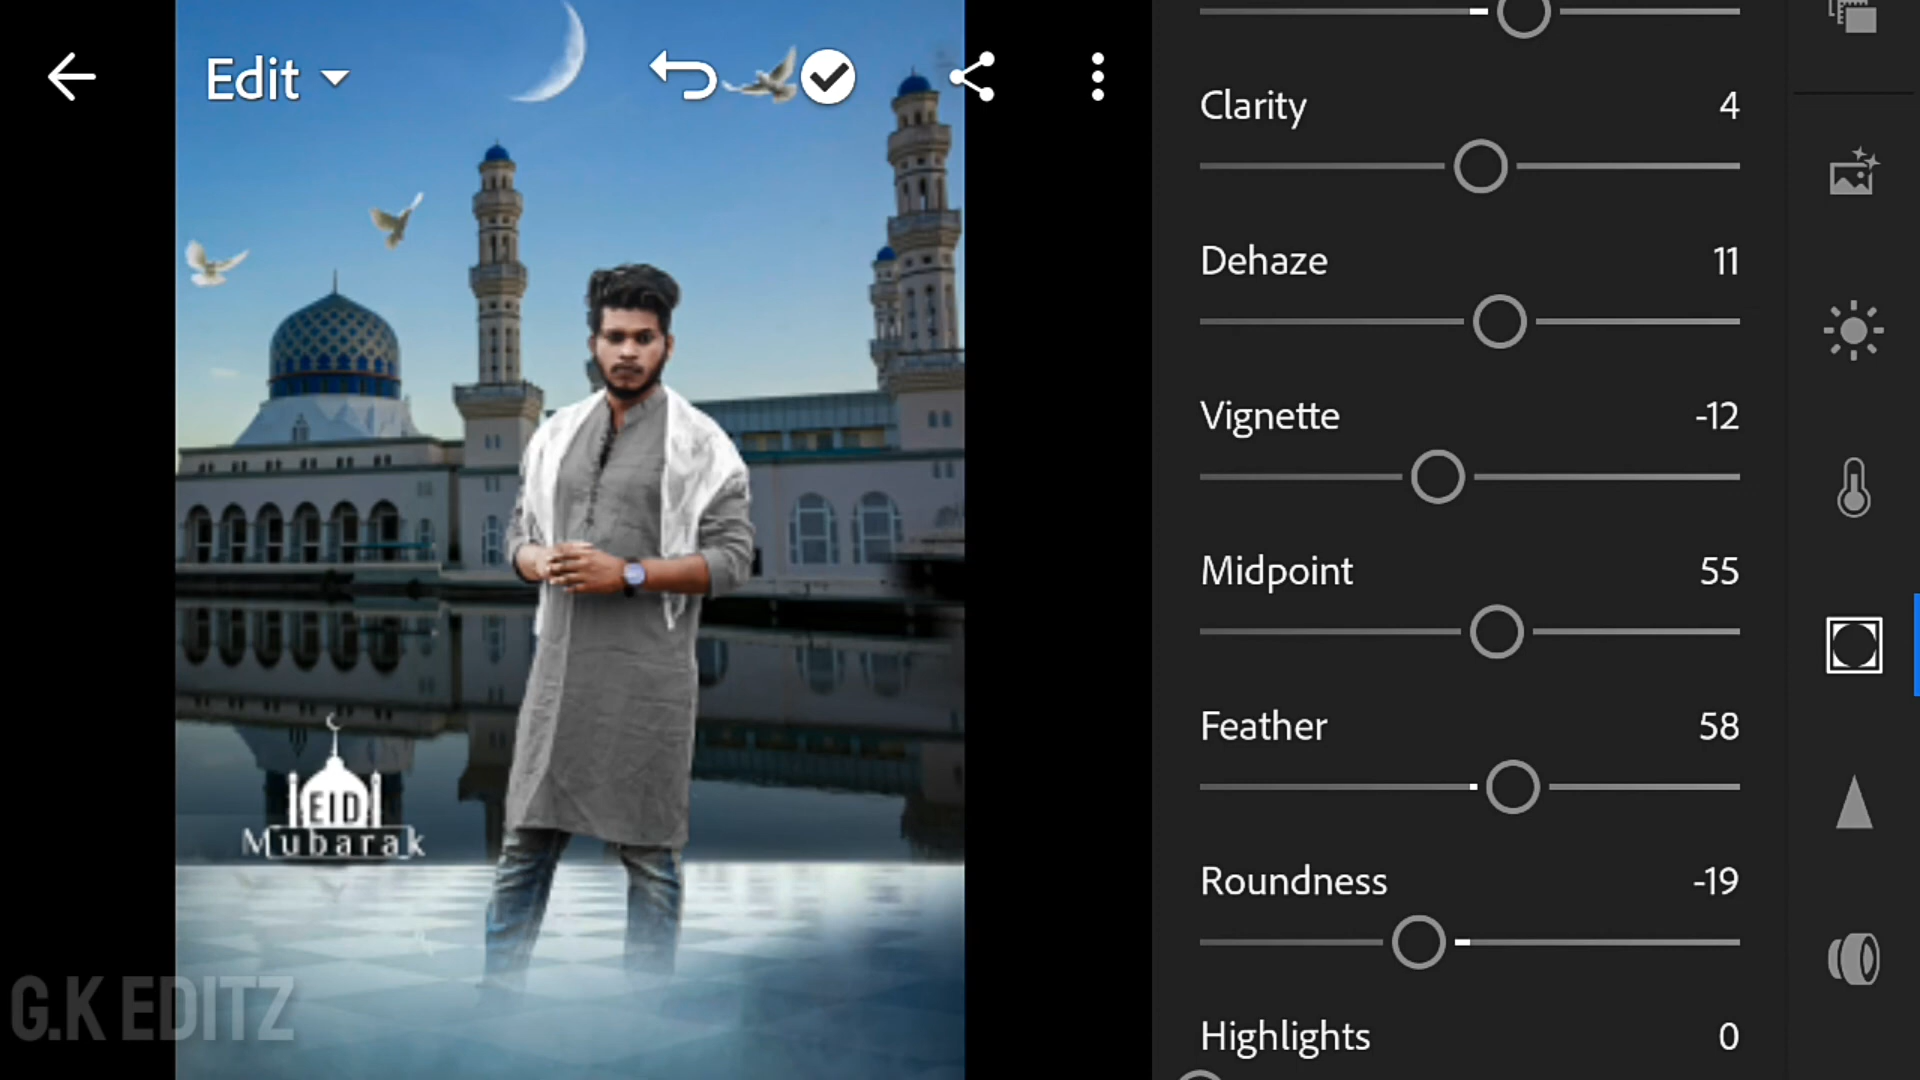 Edit
Clarity 4
Dehaze 11
Vignette -12
Midpoint 55
Feather 58
Roundness -19
Highlights 0
EID
Mubarak
G.K EDITZ